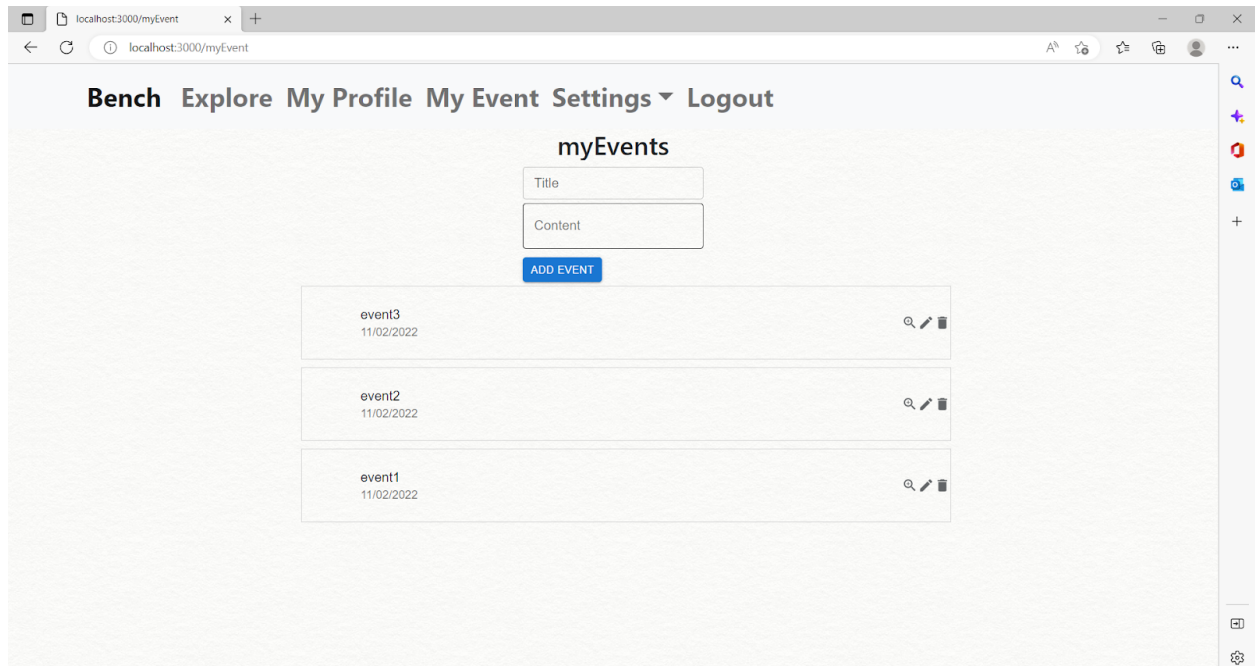 localhost:3000/myEvent
localhost:3000/myEvent
Bench Explore My Profile My Event Settings Logout
myEvents
Title
Content
ADD EVENT
event3
11/02/2022
event2
11/02/2022
event1
11/02/2022